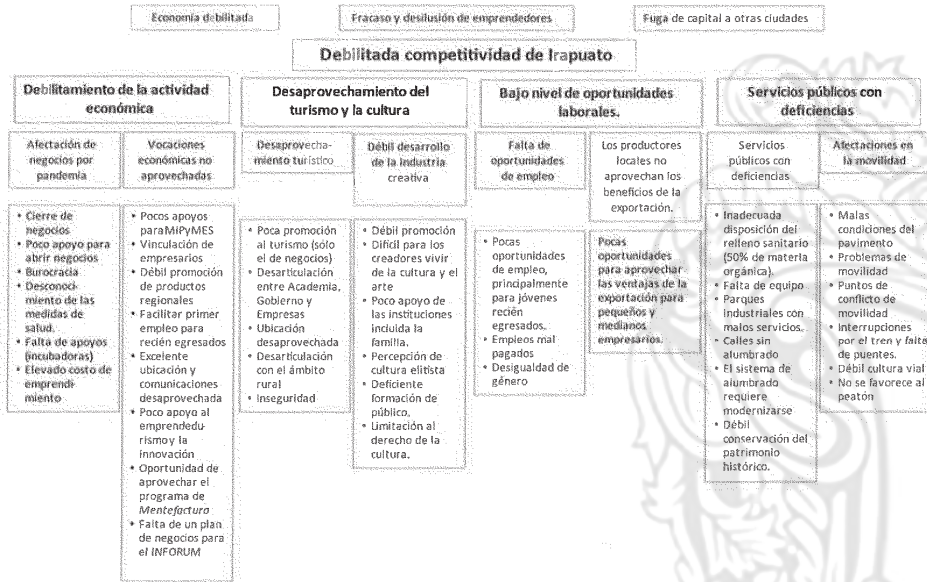 Economía debilitada
Fracaso y desilusión de emprendedores
Fuga de capital a otras ciudades
Debilitada competitividad de Irapuato
Debilitamiento de la actividad
económica
Desaprovechamiento del
turismo y la cultura
Bajo nivel de oportunidades
laborales.
Servicios públicos con
deficiencias
Afectación de
negocios por
pandemia
Vocaciones
económicas no
aprovechadas
Desaprovecha-
miento turístico
Débil desarrollo
de la industria
creativa
Falta de
oportunidades
de empleo
Los productores
locales no
aprovechan los
beneficios de la
exportación.
Servicios
públicos con
deficiencias
Afectaciones en
la movilidad
• Cierre de
negocios
• Poco apoyo para
abrir negocios
• Burocracia
• Desconoci-
miento de las
medidas de
salud.
• Falta de apoyos
(incubadoras)
• Elevado costo de
emprendi-
miento
• Pocos apoyos
paraMiPyMES
• Vinculación de
empresarios
• Débil promoción
de productos
regionales
• Facilitar primer
empleo para
recién egresados
• Excelente
ubicación y
comunicaciones
desaprovechada
• Poco apoyo al
emprendedu-
rismo y la
innovación
• Oportunidad de
aprovechar el
programa de
Mentefactura
• Falta de un plan
de negocios para
el INFORUM
• Poca promoción
al turismo (sólo
el de negocios)
• Desarticulación
entre Academia,
Gobierno y
Empresas
• Ubicación
desaprovechada
• Desarticulación
con el ámbito
rural
• Inseguridad
• Débil promoción
• Difícil para los
creadores vivir
de la cultura y el
arte
• Poco apoyo de
las instituciones
incluida la
familia.
• Percepción de
cultura elitista
• Deficiente
formación de
público,
• Limitación al
derecho de la
cultura.
• Pocas
oportunidades
de empleo,
principalmente
para jóvenes
recién
egresados.
• Empleos mal
pagados
• Desigualdad de
género
Pocas
oportunidades
para aprovechar
las ventajas de la
exportación para
pequeños y
medianos
empresarios.
• Inadecuada
disposición del
relleno sanitario
(50% de materia
orgánica).
• Falta de equipo
• Parques
industriales con
malos servicios.
• Calles sin
alumbrado
• El sistema de
alumbrado
requiere
modernizarse
• Débil
conservación del
patrimonio
histórico.
• Malas
condiciones del
pavimento
• Problemas de
movilidad
• Puntos de
conflicto de
movilidad
• Interrupciones
por el tren y falta
de puentes.
• Débil cultura vial
• No se favorece al
peatón